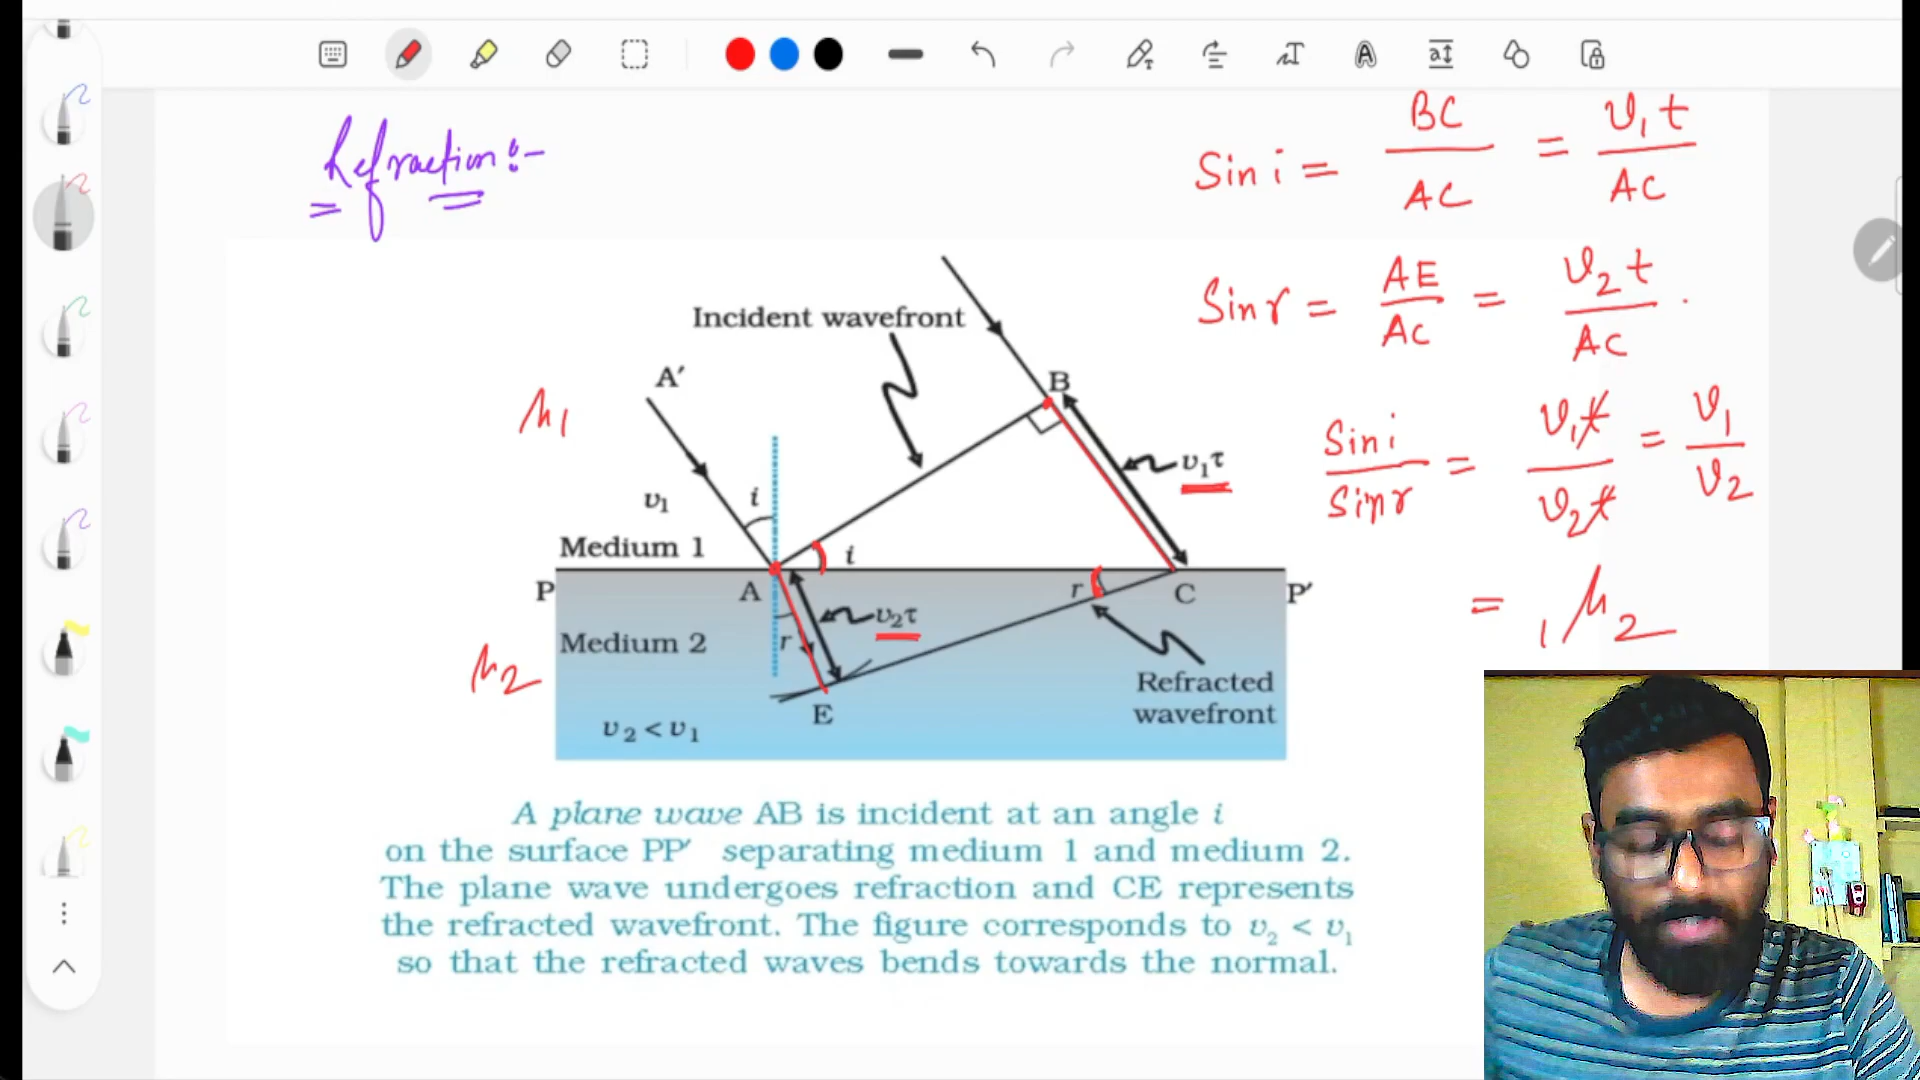 Refraction:-
Sin i = BC / AC = v₁ t / AC
Sin r = AE / AC = v₂ t / AC .
Sin i / Sin r = v₁t / v₂t = v₁ / v₂
= ₁μ₂
Incident wavefront
A′
B
μ₁
v₁τ
v₁
i
Medium 1
i
P
A
r
C
P′
v₂τ
Medium 2
r
μ₂
Refracted
wavefront
E
v₂ < v₁
A plane wave AB is incident at an angle i
on the surface PP′ separating medium 1 and medium 2.
The plane wave undergoes refraction and CE represents
the refracted wavefront. The figure corresponds to v₂ < v₁
so that the refracted waves bends towards the normal.